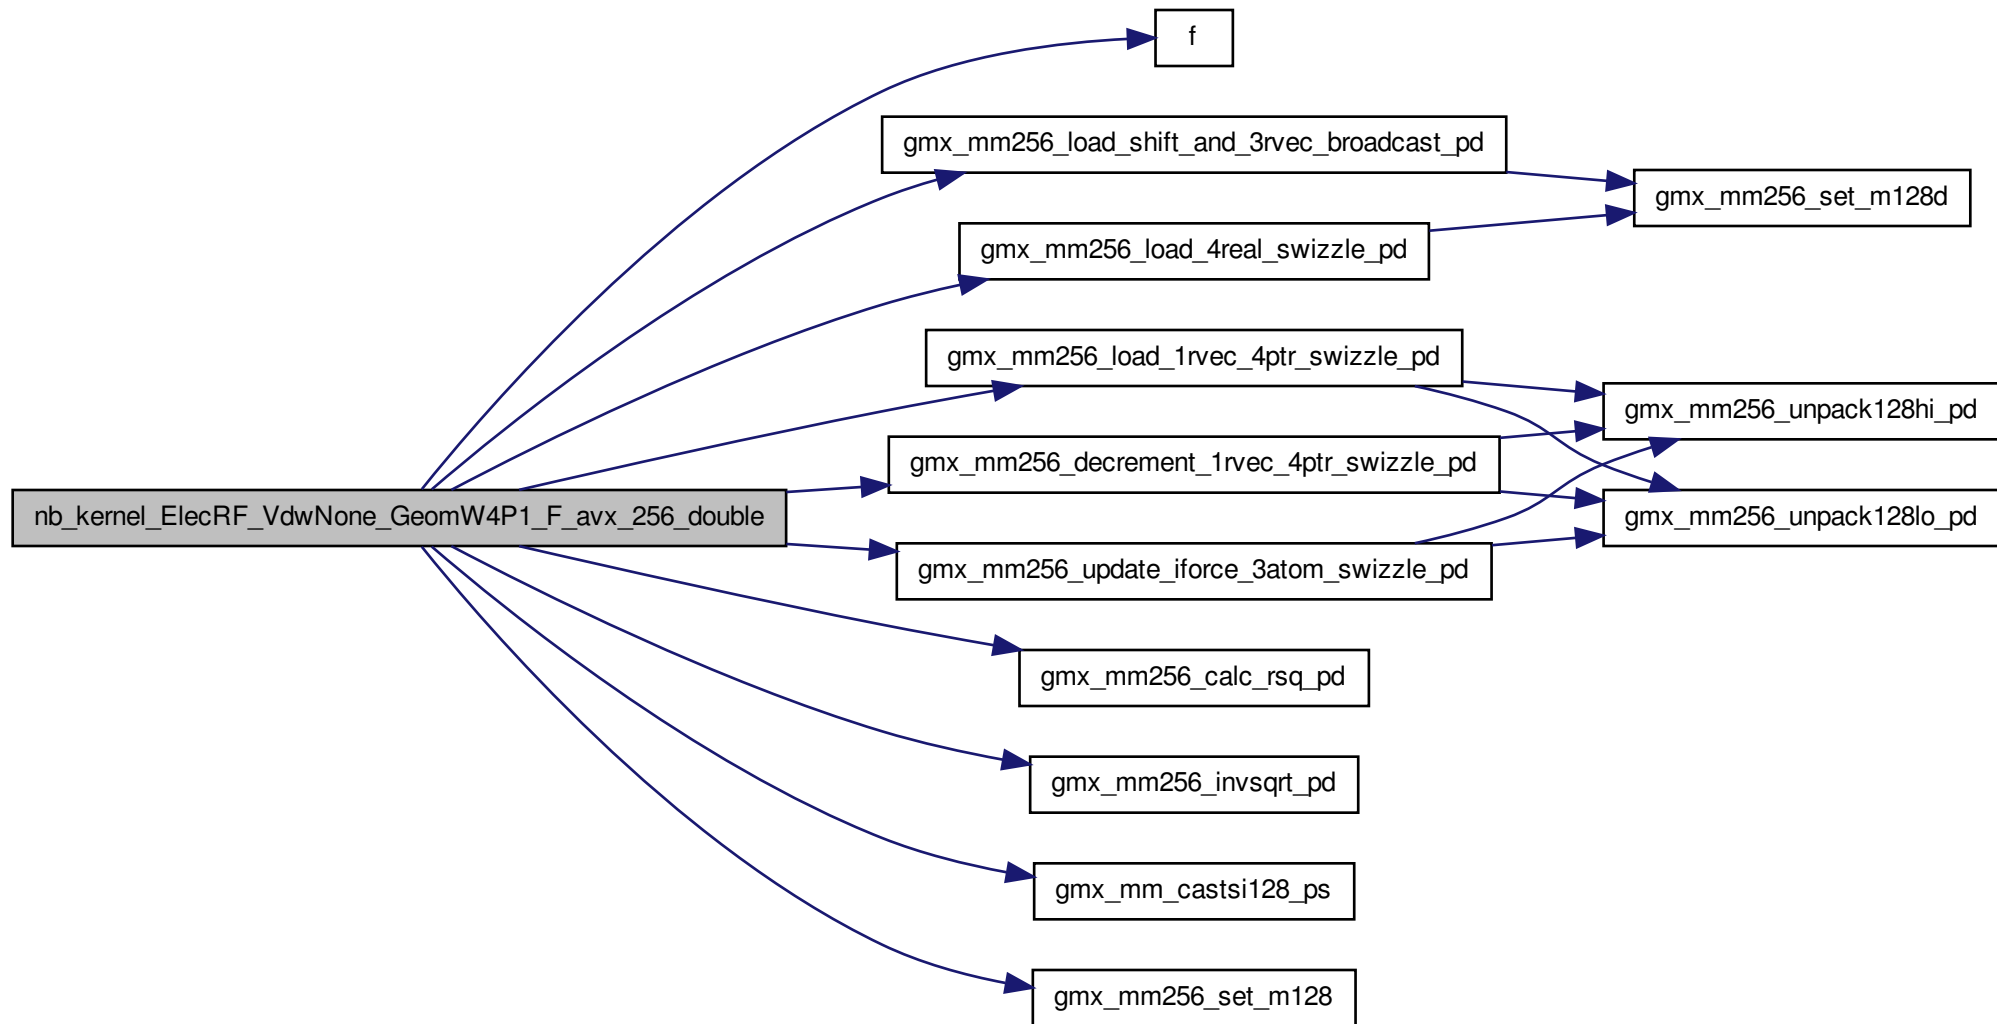 f
gmx_mm256_load_shift_and_3rvec_broadcast_pd
gmx_mm256_set_m128d
gmx_mm256_load_4real_swizzle_pd
gmx_mm256_load_1rvec_4ptr_swizzle_pd
gmx_mm256_unpack128hi_pd
gmx_mm256_decrement_1rvec_4ptr_swizzle_pd
nb_kernel_ElecRF_VdwNone_GeomW4P1_F_avx_256_double
gmx_mm256_unpack128lo_pd
gmx_mm256_update_iforce_3atom_swizzle_pd
gmx_mm256_calc_rsq_pd
gmx_mm256_invsqrt_pd
gmx_mm_castsi128_ps
gmx_mm256_set_m128